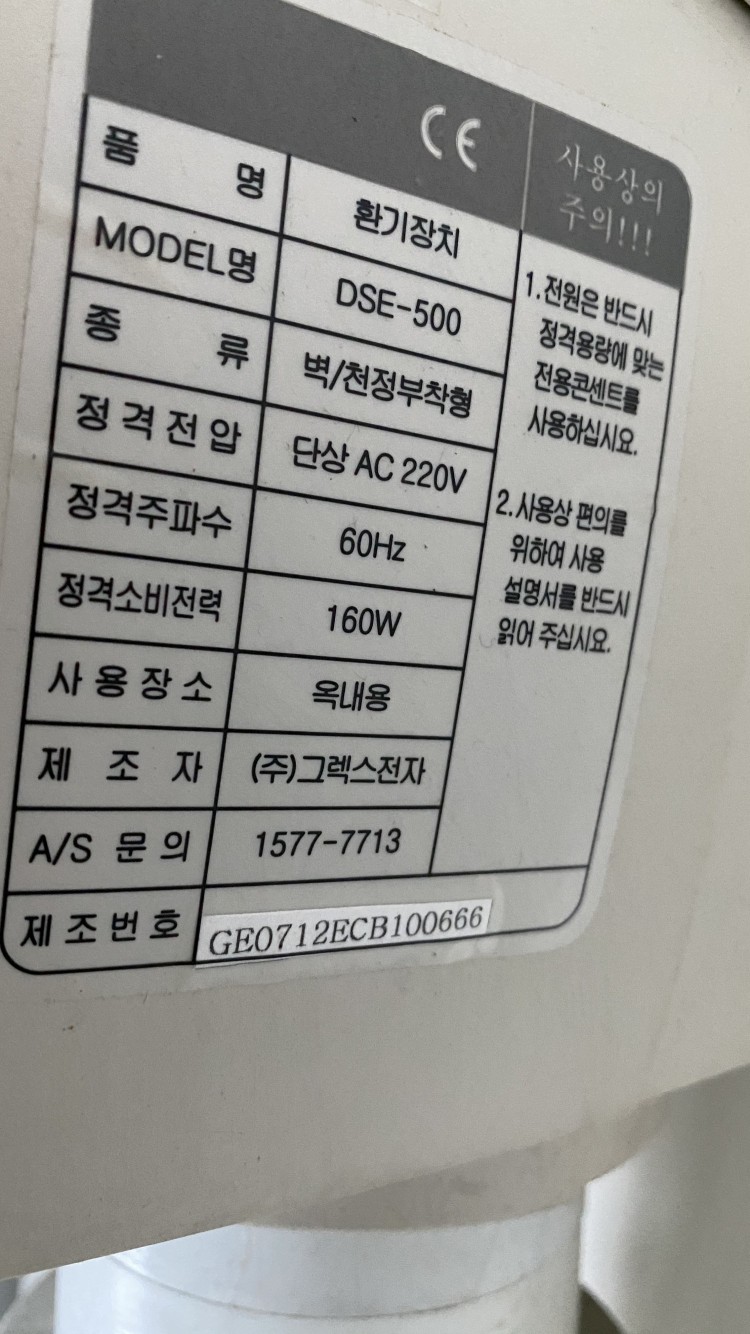 CE
품 명 환기장치
MODEL명 DSE-500
종 류 벽/천정부착형
정격전압 단상 AC 220V
정격주파수 60Hz
정격소비전력 160W
사용장소 옥내용
제조자 (주)그렉스전자
A/S 문의 1577-7713
제조번호 GEO712ECB100666
사용상의
주의!!!
1. 전원은 반드시
정격용량에 맞는
전용콘센트를
사용하십시요.
2. 사용상 편의를
위하여 사용
설명서를 반드시
읽어 주십시요.